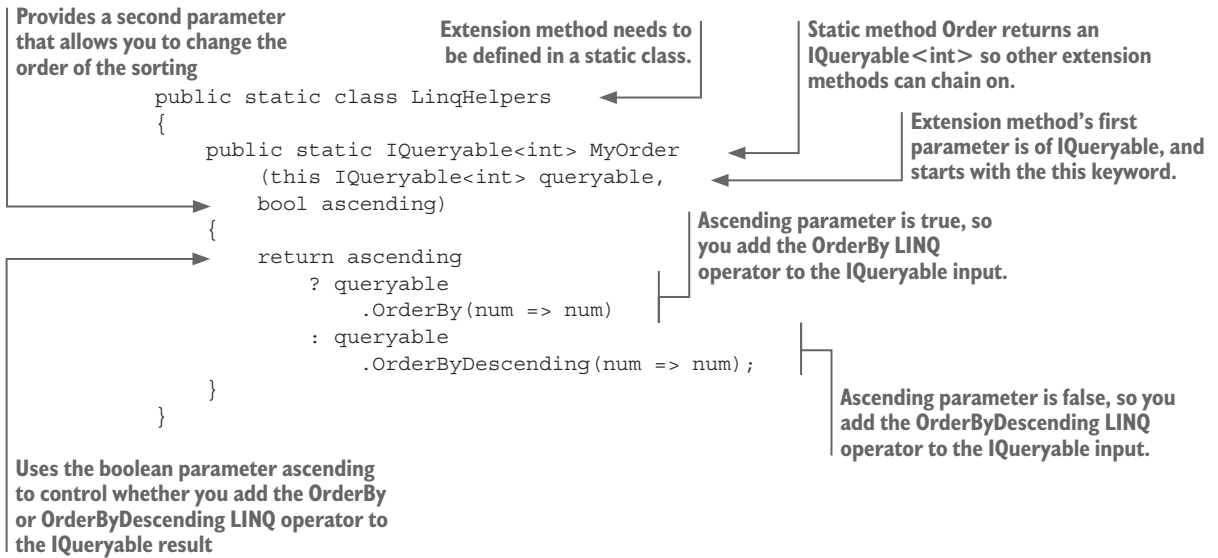 Provides a second parameter
that allows you to change the
order of the sorting
Extension method needs to
be defined in a static class.
Static method Order returns an
IQueryable<int> so other extension
methods can chain on.
public static class LinqHelpers
{
public static IQueryable<int> MyOrder
(this IQueryable<int> queryable,
bool ascending)
{
return ascending
? queryable
.OrderBy(num => num)
: queryable
.OrderByDescending(num => num);
}
}
Extension method's first
parameter is of IQueryable, and
starts with the this keyword.
Ascending parameter is true, so
you add the OrderBy LINQ
operator to the IQueryable input.
Ascending parameter is false, so you
add the OrderByDescending LINQ
operator to the IQueryable input.
Uses the boolean parameter ascending
to control whether you add the OrderBy
or OrderByDescending LINQ operator to
the IQueryable result